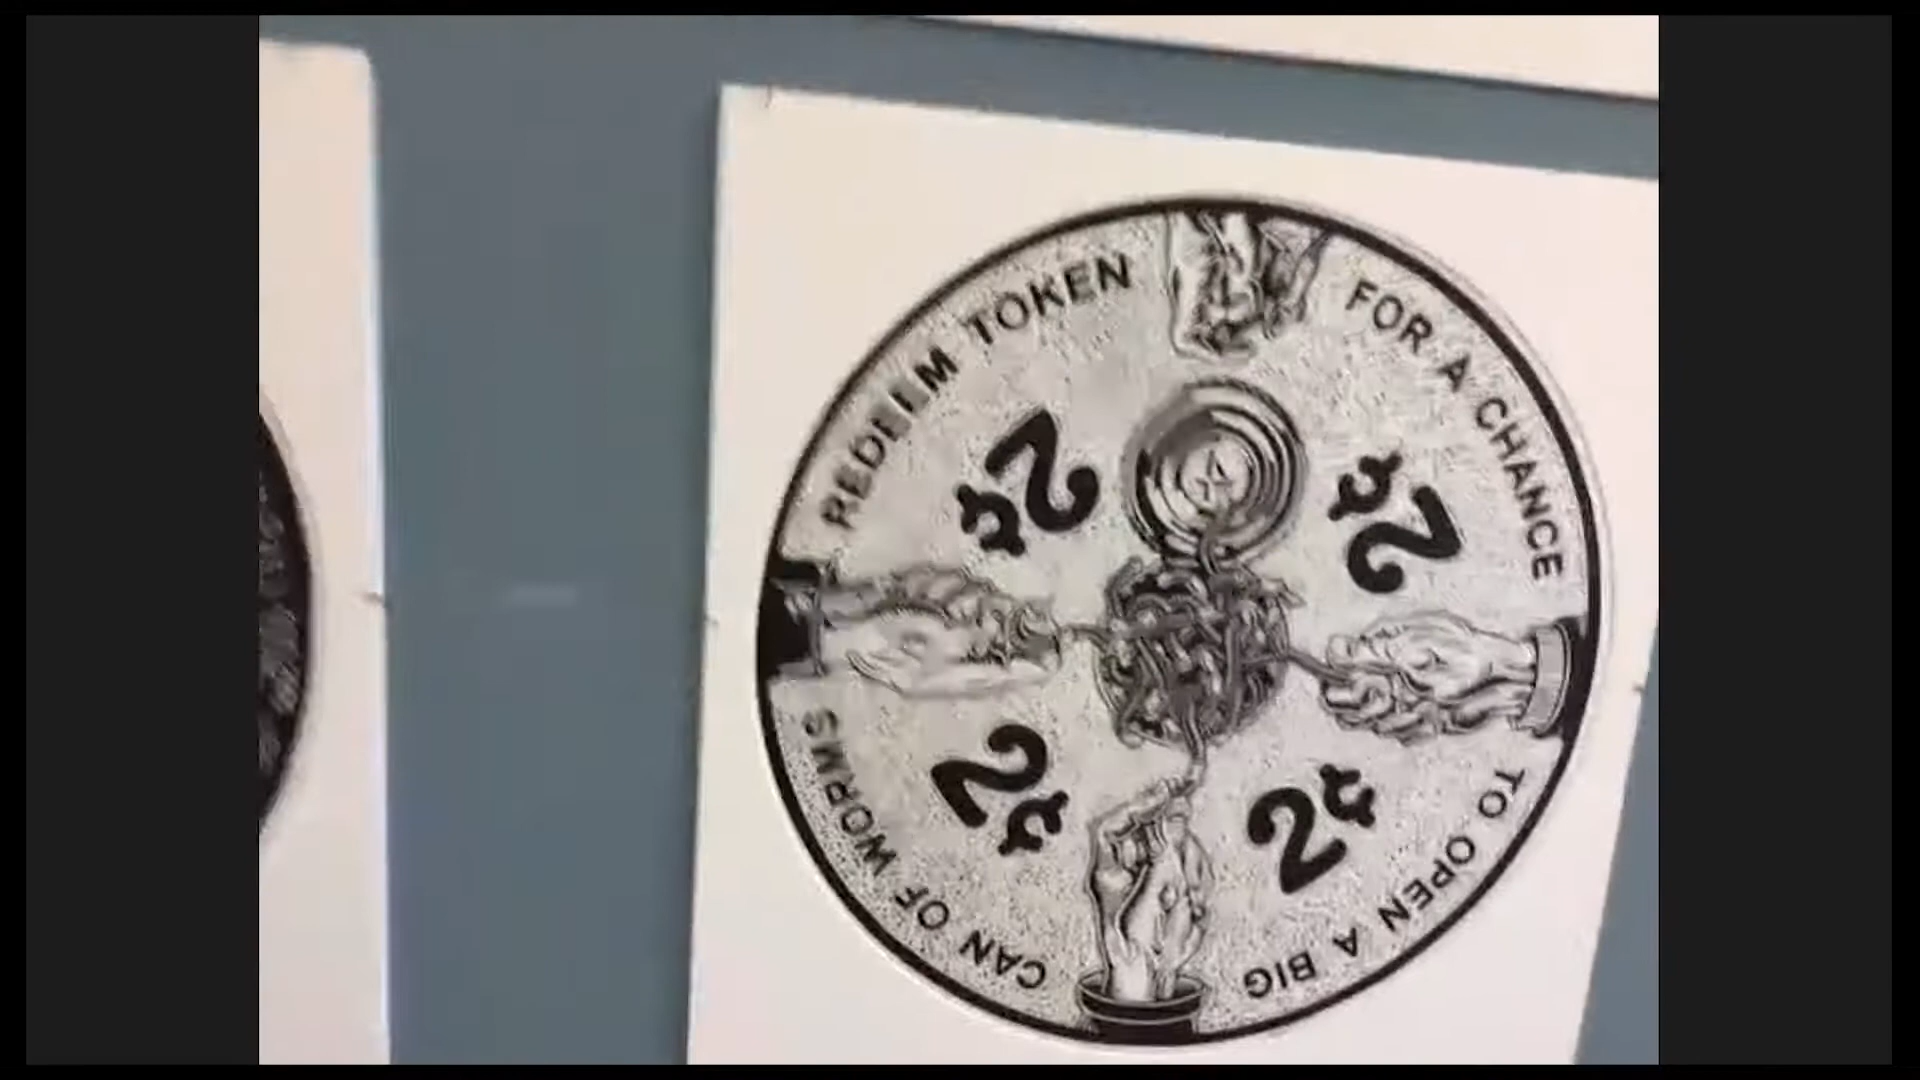 REDEEM TOKEN
FOR A CHANCE
TO OPEN A BIG
CAN OF WORMS
2¢
2¢
2¢
2¢